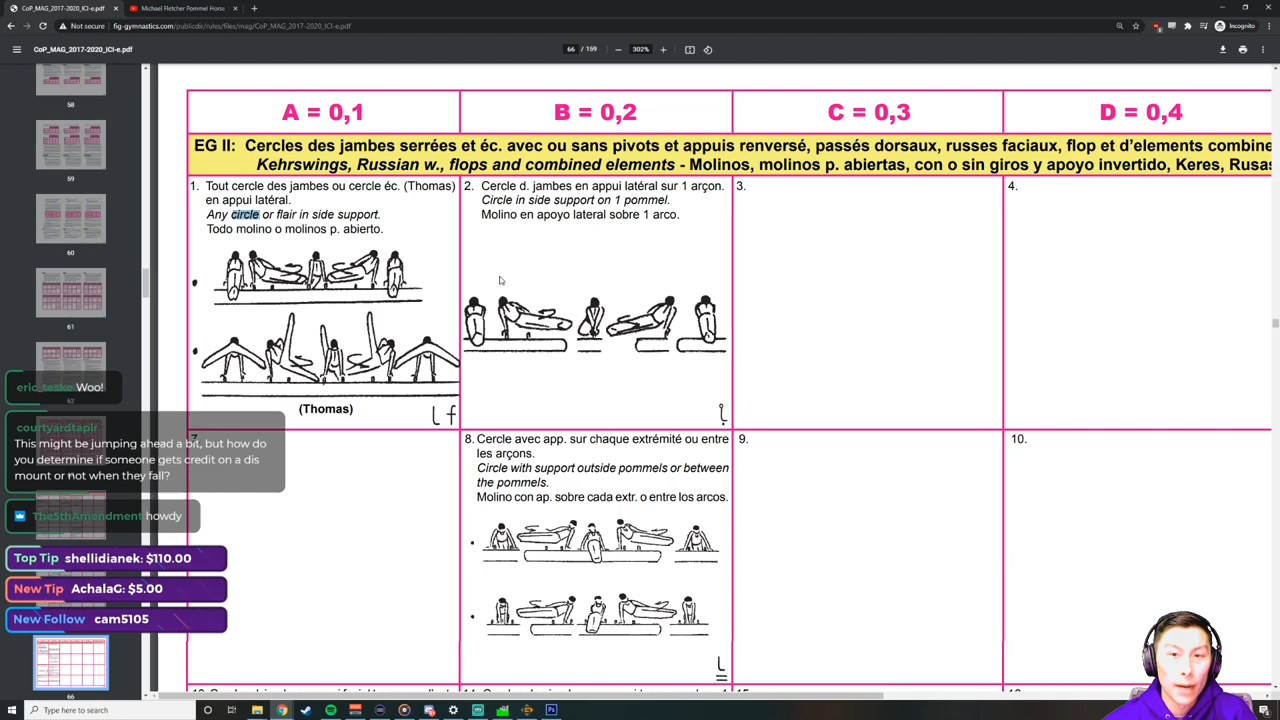 CoP_MAG_2017-2020_ICI-e.pdf
Michael Fletcher Pommel Hors
Not secure
fig-gymnastics.com/publicdir/rules/files/mag/CoP_MAG_2017-2020_ICI-e.pdf
Incognito
CoP_MAG_2017-2020_ICI-e.pdf
66 / 159
302%
58
59
60
61
62
66
A = 0,1
B = 0,2
C = 0,3
D = 0,4
EG II: Cercles des jambes serrées et éc. avec ou sans pivots et appuis renversé, passés dorsaux, russes faciaux, flop et d'elements combine
Kehrswings, Russian w., flops and combined elements - Molinos, molinos p. abiertas, con o sin giros y apoyo invertido, Keres, Rusa
1. Tout cercle des jambes ou cercle éc. (Thomas)
en appui latéral.
Any circle or flair in side support.
Todo molino o molinos p. abierto.
(Thomas)
2. Cercle d. jambes en appui latéral sur 1 arçon.
Circle in side support on 1 pommel.
Molino en apoyo lateral sobre 1 arco.
3.
4.
7.
8. Cercle avec app. sur chaque extrémité ou entre
les arçons.
Circle with support outside pommels or between
the pommels.
Molino con ap. sobre cada extr. o entre los arcos.
9.
10.
eric_teske Woo!
courtyardtapir
This might be jumping ahead a bit, but how do
you determine if someone gets credit on a dis
mount or not when they fall?
The5thAmendment howdy
Top Tip shellidianek: $110.00
New Tip AchalaG: $5.00
New Follow cam5105
Type here to search